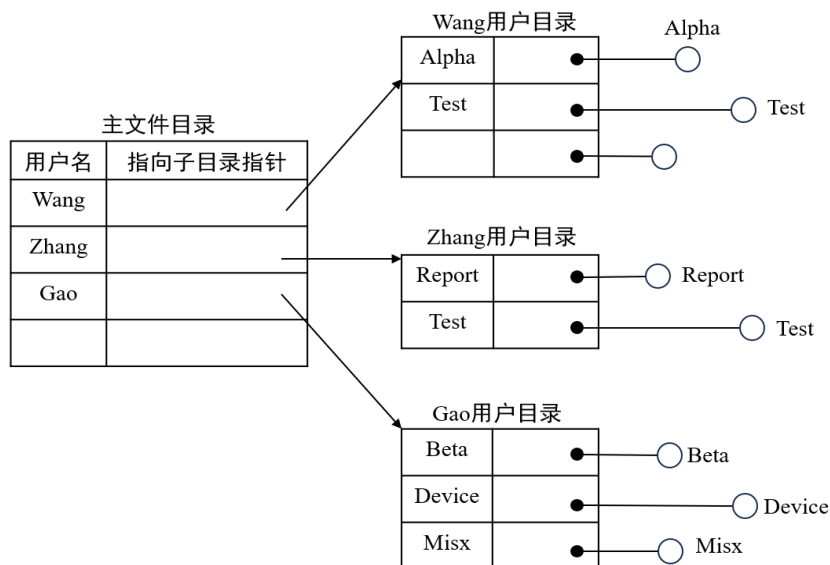 主文件目录
用户名 指向子目录指针
Wang
Zhang
Gao
Wang用户目录
Alpha Alpha
Test Test
Zhang用户目录
Report Report
Test Test
Gao用户目录
Beta Beta
Device Device
Misx Misx